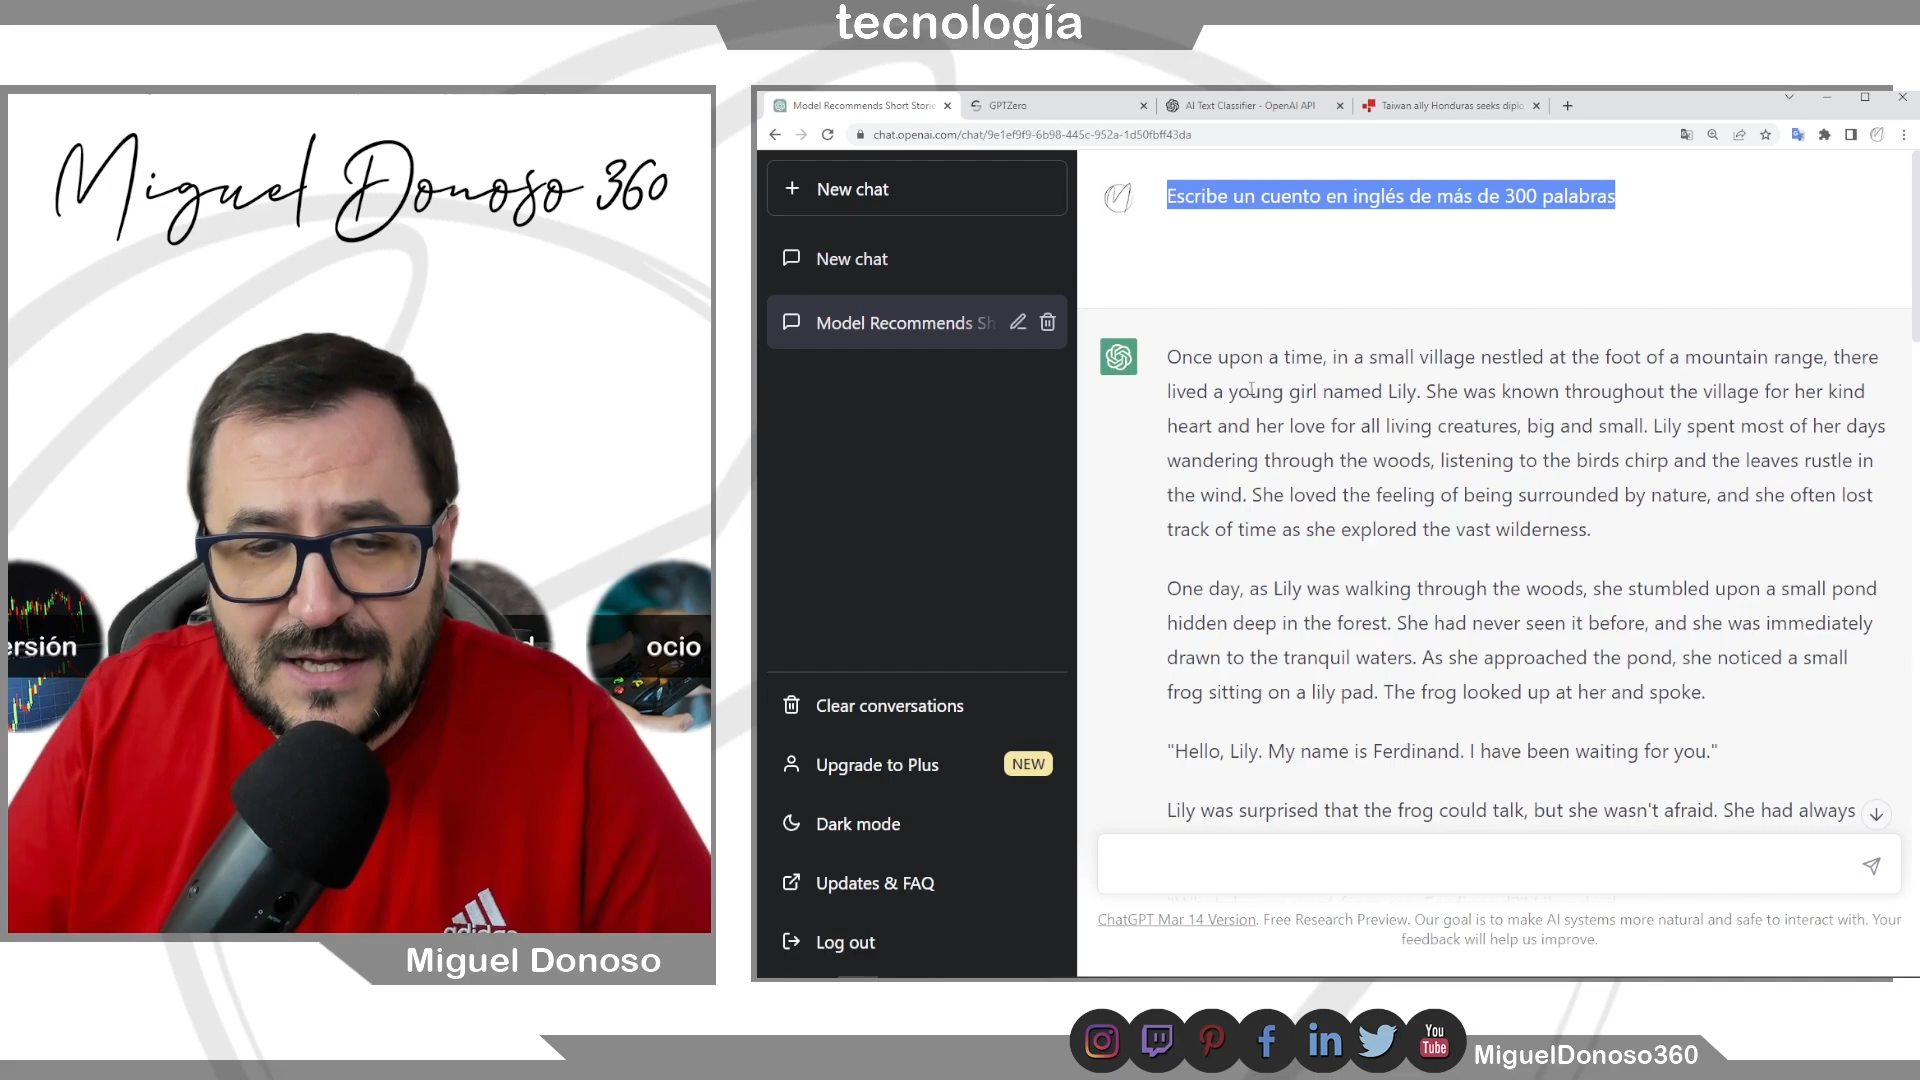 tecnología
Miguel Donoso 360
ersión
ocio
adidas
Miguel Donoso
Model Recommends Short Storie
GPTZero
AI Text Classifier - OpenAI API
Taiwan ally Honduras seeks diplo
chat.openai.com/chat/9e1ef9f9-6b98-445c-952a-1d50fbff43da
New chat
New chat
Model Recommends Sh
Clear conversations
Upgrade to Plus
NEW
Dark mode
Updates & FAQ
Log out
Escribe un cuento en inglés de más de 300 palabras
Once upon a time, in a small village nestled at the foot of a mountain range, there
lived a young girl named Lily. She was known throughout the village for her kind
heart and her love for all living creatures, big and small. Lily spent most of her days
wandering through the woods, listening to the birds chirp and the leaves rustle in
the wind. She loved the feeling of being surrounded by nature, and she often lost
track of time as she explored the vast wilderness.
One day, as Lily was walking through the woods, she stumbled upon a small pond
hidden deep in the forest. She had never seen it before, and she was immediately
drawn to the tranquil waters. As she approached the pond, she noticed a small
frog sitting on a lily pad. The frog looked up at her and spoke.
"Hello, Lily. My name is Ferdinand. I have been waiting for you."
Lily was surprised that the frog could talk, but she wasn't afraid. She had always
ChatGPT Mar 14 Version. Free Research Preview. Our goal is to make AI systems more natural and safe to interact with. Your
feedback will help us improve.
You
Tube
MiguelDonoso360